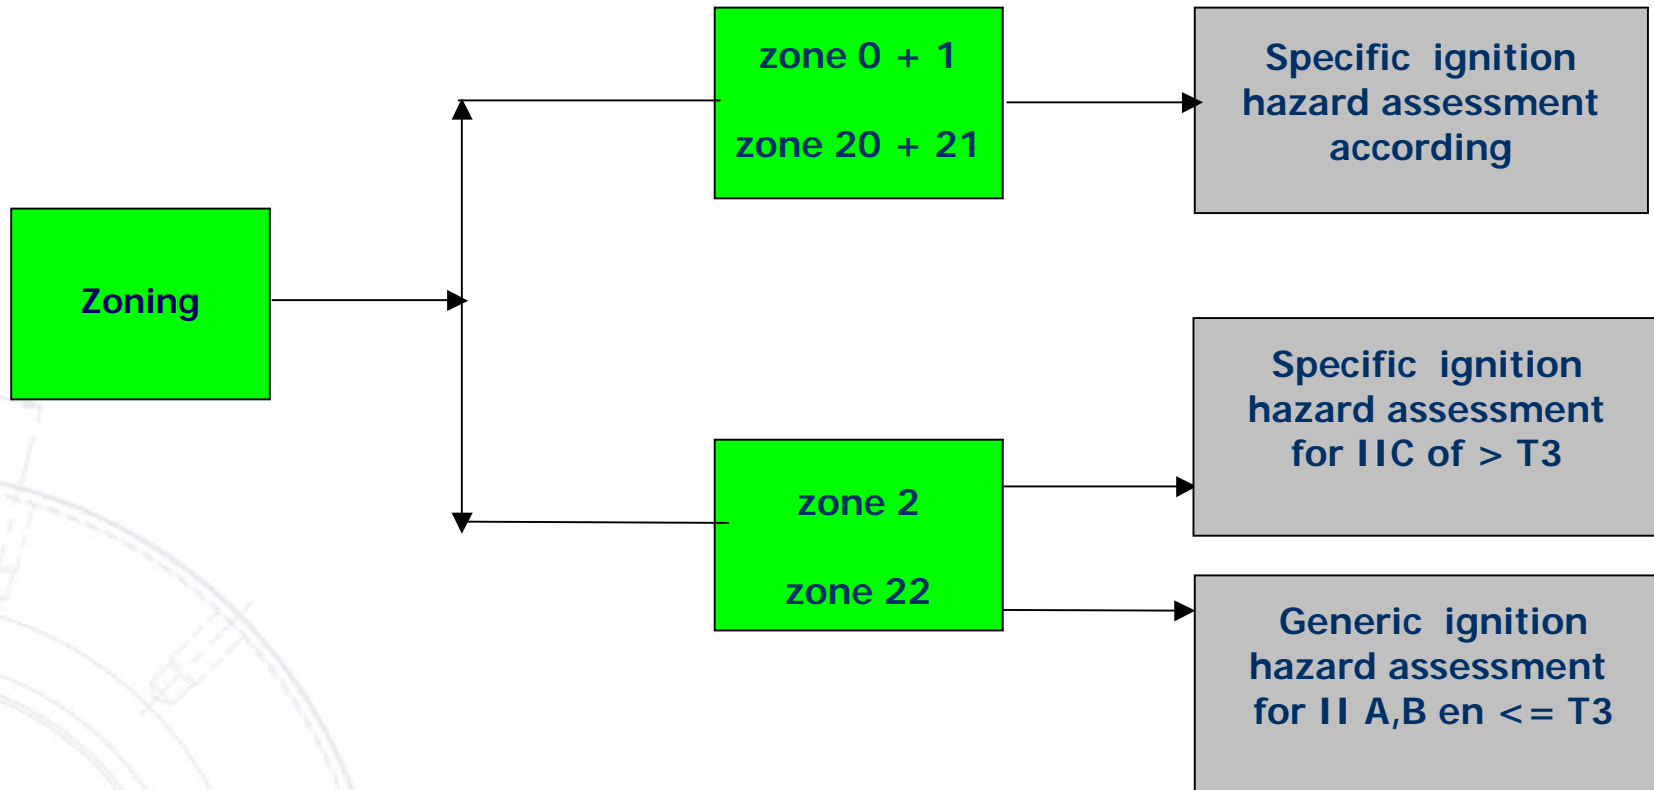 zone 0 + 1
zone 20 + 21
Specific ignition
hazard assessment
according
Zoning
Specific ignition
hazard assessment
for IIC of > T3
zone 2
zone 22
Generic ignition
hazard assessment
for II A,B en <= T3